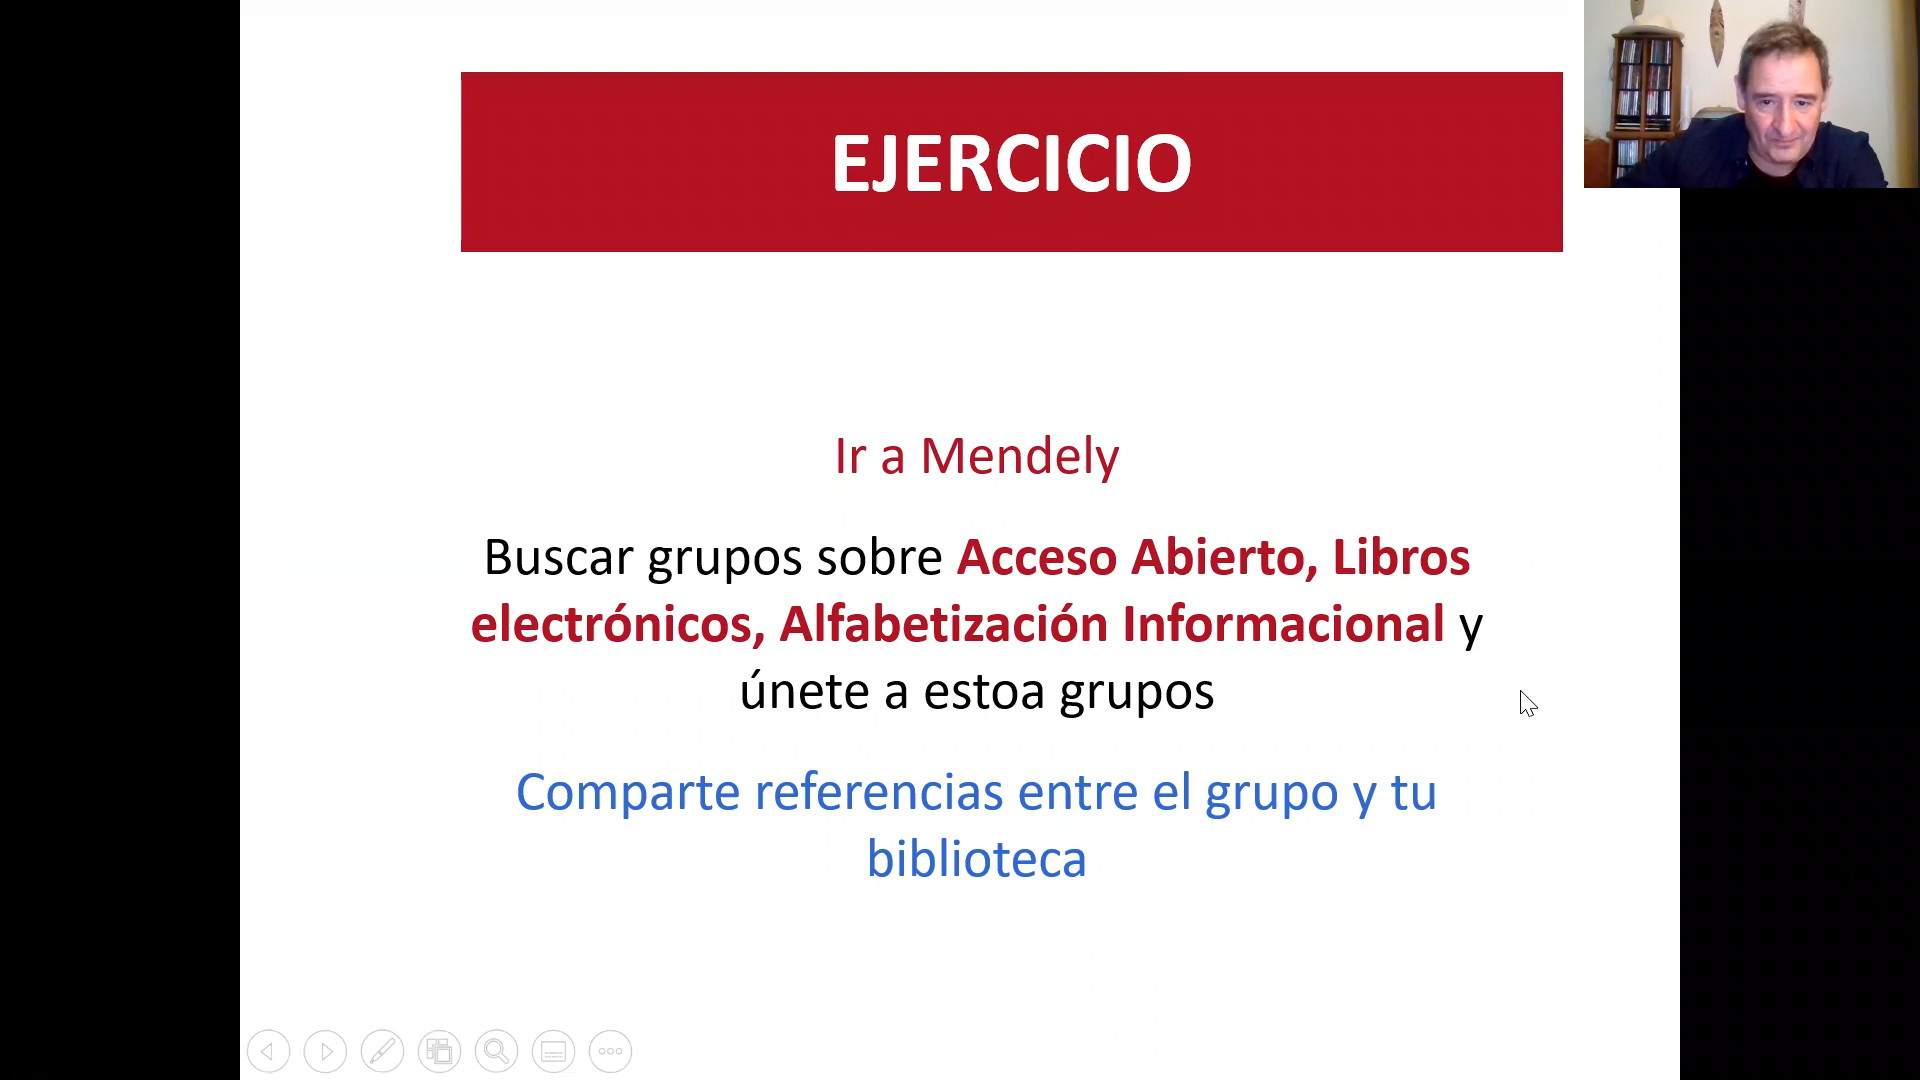 EJERCICIO
Ir a Mendely
Buscar grupos sobre Acceso Abierto, Libros
electrónicos, Alfabetización Informacional y
únete a estoa grupos
Comparte referencias entre el grupo y tu
biblioteca